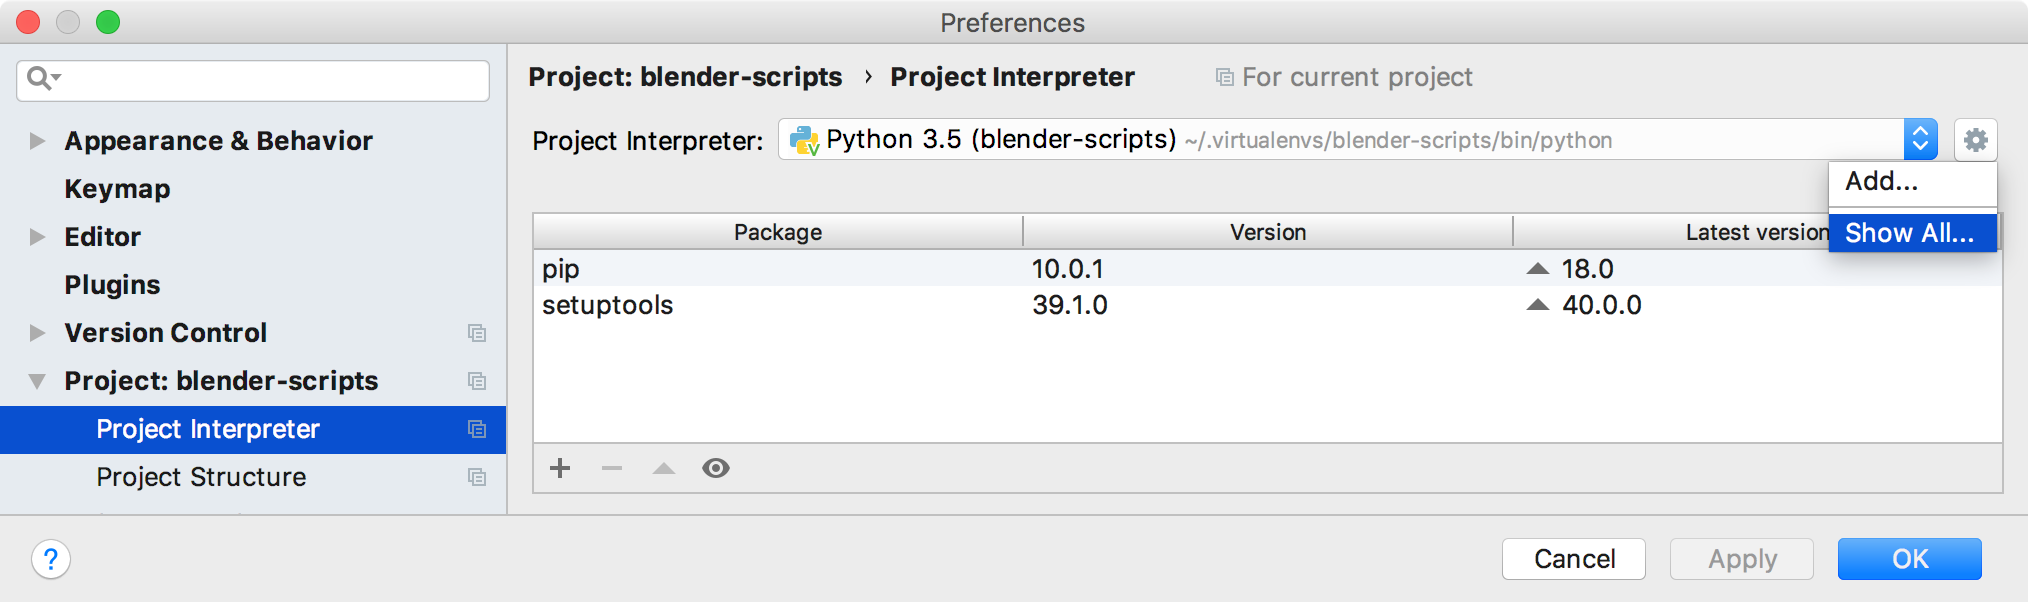 Preferences
Appearance & Behavior
Keymap
Editor
Plugins
Version Control
Project: blender-scripts
Project Interpreter
Project Structure
Project: blender-scripts › Project Interpreter For current project
Project Interpreter: Python 3.5 (blender-scripts) ~/.virtualenvs/blender-scripts/bin/python
Add...
Show All...
Package Version Latest version
pip 10.0.1 18.0
setuptools 39.1.0 40.0.0
? Cancel Apply OK